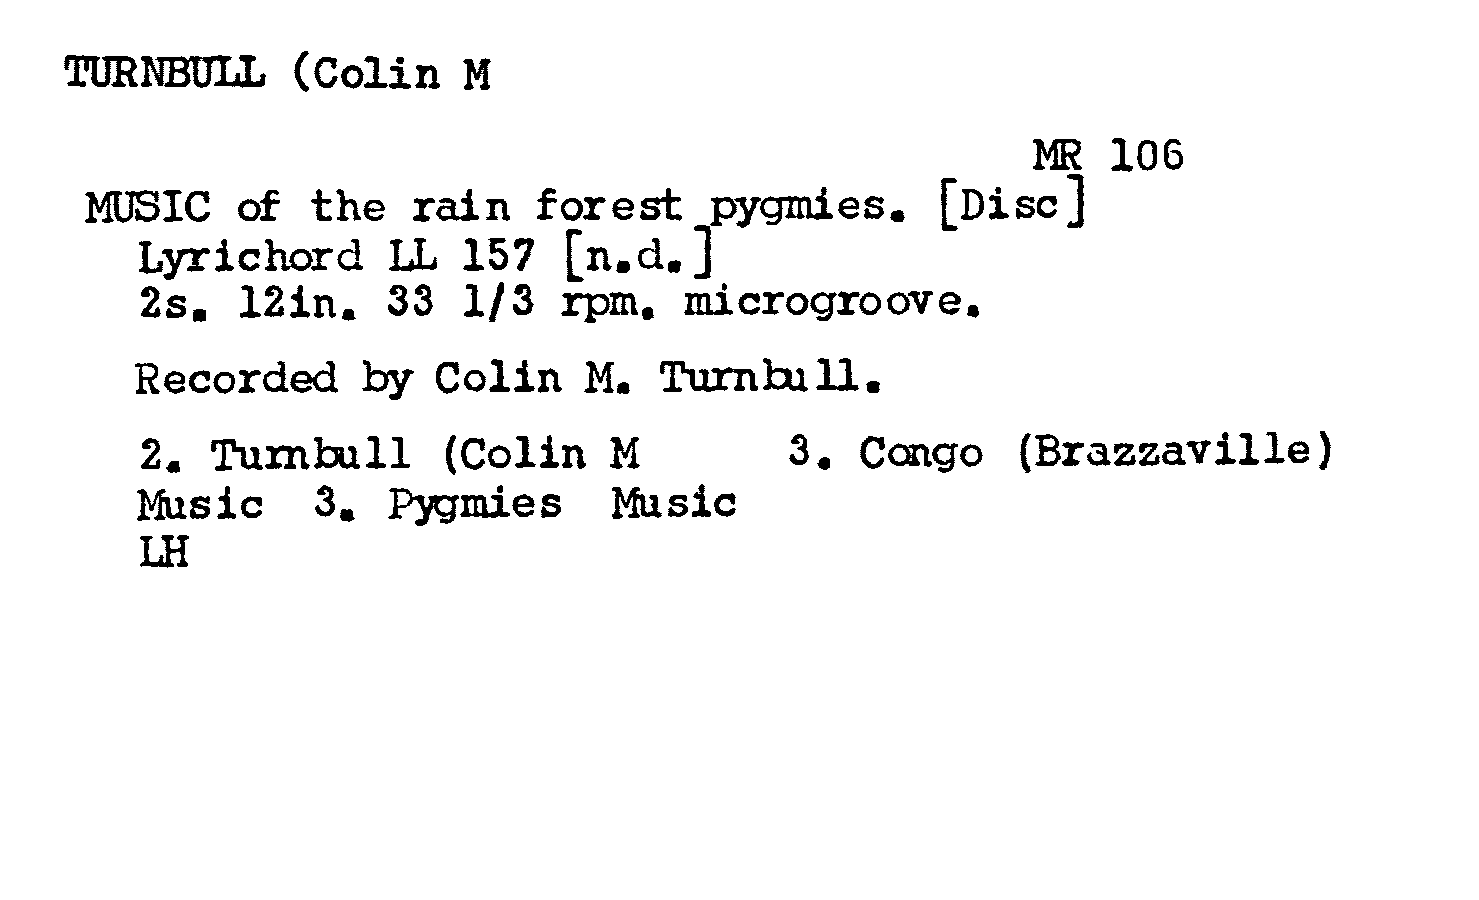 TURNBULL (Colin M
MR 106
MUSIC of the rain forest pygmies. [Disc]
Lyrichord LL 157 [n.d.]
2s. 12in. 33 1/3 rpm. microgroove.
Recorded by Colin M. Turnbull.
2. Turnbull (Colin M 3. Congo (Brazzaville)
Music 3. Pygmies Music
LH